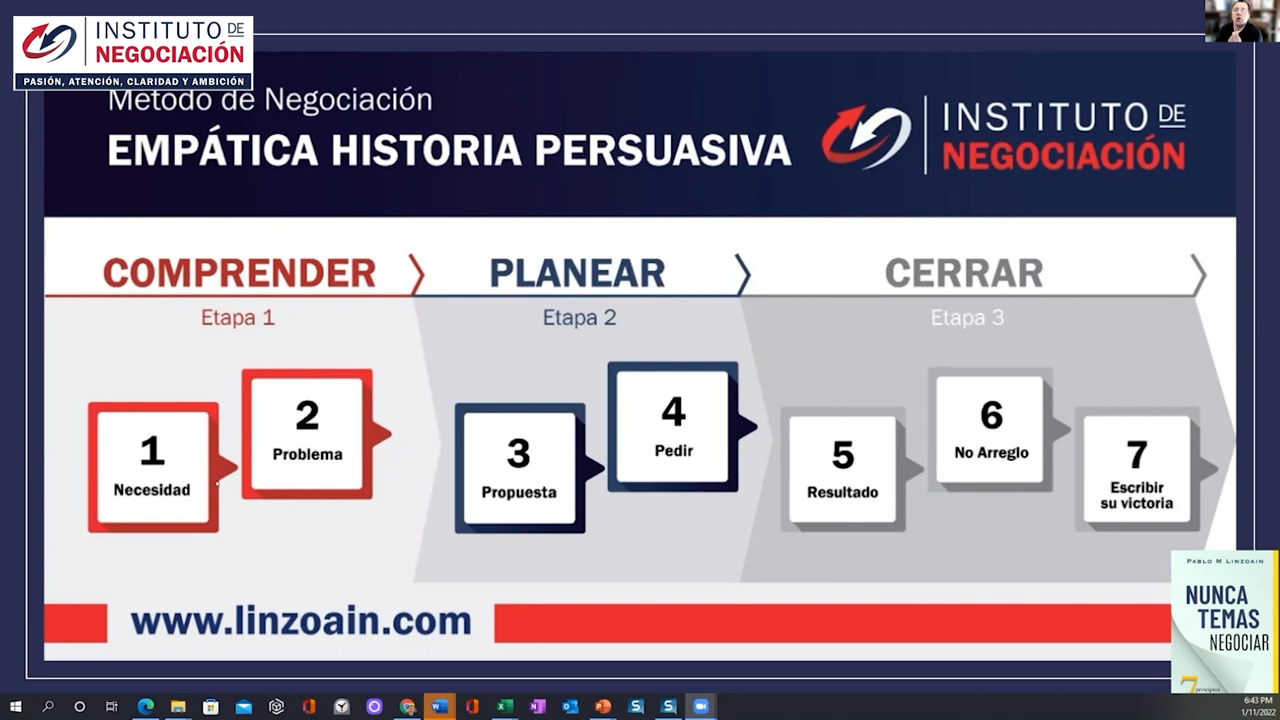 INSTITUTO DE
NEGOCIACIÓN
PASIÓN, ATENCIÓN, CLARIDAD Y AMBICIÓN
Método de Negociación
EMPÁTICA HISTORIA PERSUASIVA
INSTITUTO DE
NEGOCIACIÓN
COMPRENDER
PLANEAR
CERRAR
Etapa 1
Etapa 2
Etapa 3
1
Necesidad
2
Problema
3
Propuesta
4
Pedir
5
Resultado
6
No Arreglo
7
Escribir
su victoria
www.linzoain.com
PABLO M LINZOAIN
NUNCA
TEMAS
NEGOCIAR
7 principios
6:43 PM
1/11/2022